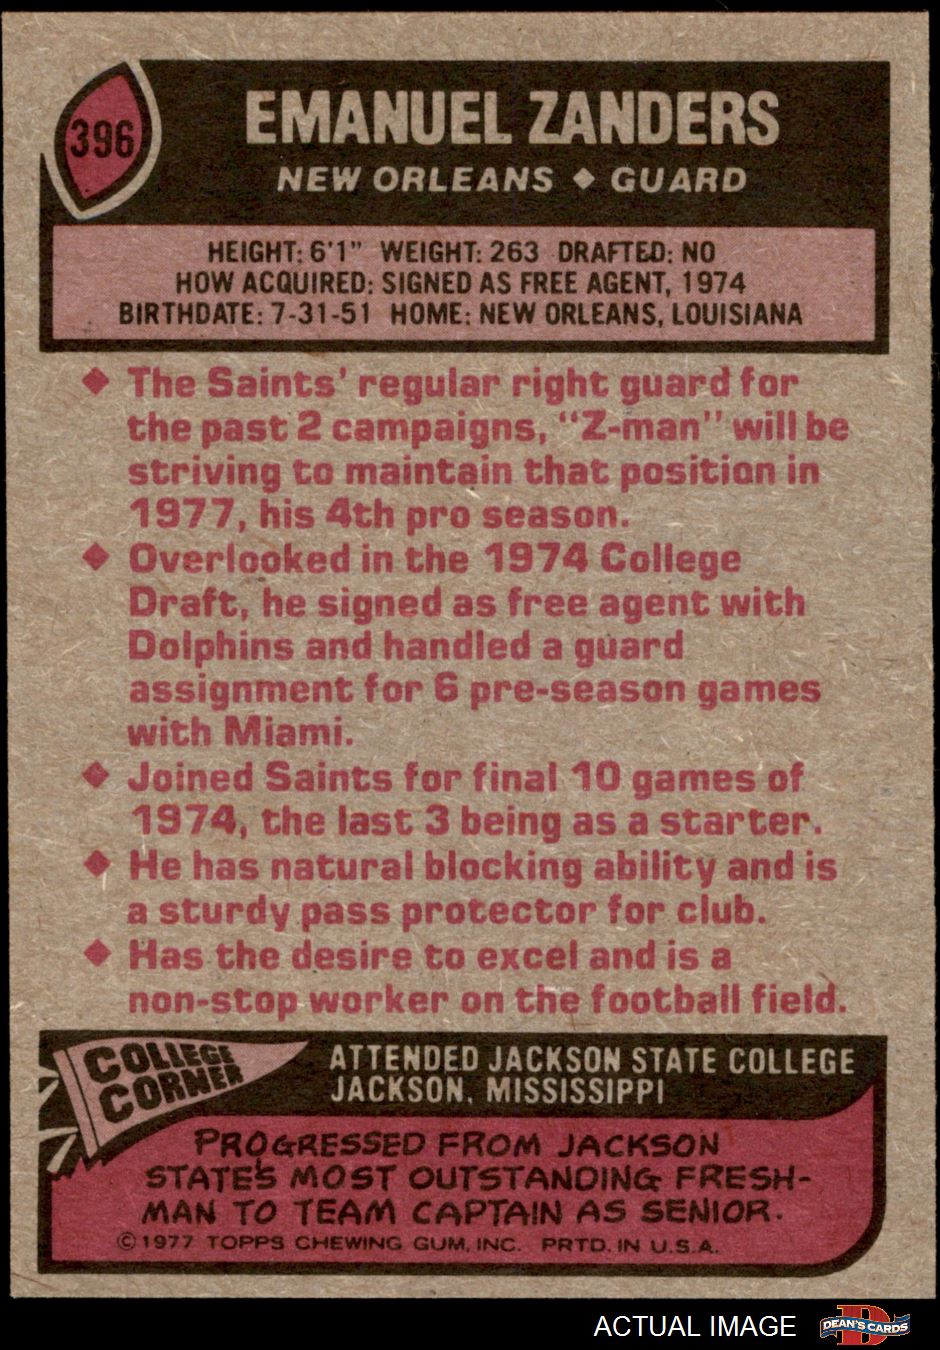 396
EMANUEL ZANDERS
NEW ORLEANS ◆ GUARD
HEIGHT: 6'1" WEIGHT: 263 DRAFTED: NO
HOW ACQUIRED: SIGNED AS FREE AGENT, 1974
BIRTHDATE: 7-31-51 HOME: NEW ORLEANS, LOUISIANA
◆ The Saints' regular right guard for
the past 2 campaigns, "Z-man" will be
striving to maintain that position in
1977, his 4th pro season.
◆ Overlooked in the 1974 College
Draft, he signed as free agent with
Dolphins and handled a guard
assignment for 6 pre-season games
with Miami.
◆ Joined Saints for final 10 games of
1974, the last 3 being as a starter.
◆ He has natural blocking ability and is
a sturdy pass protector for club.
◆ Has the desire to excel and is a
non-stop worker on the football field.
COLLEGE
CORNER
ATTENDED JACKSON STATE COLLEGE
JACKSON, MISSISSIPPI
PROGRESSED FROM JACKSON
STATE'S MOST OUTSTANDING FRESH-
MAN TO TEAM CAPTAIN AS SENIOR.
©1977 TOPPS CHEWING GUM, INC. PRTD. IN U.S.A.
ACTUAL IMAGE
D
DEAN'S CARDS